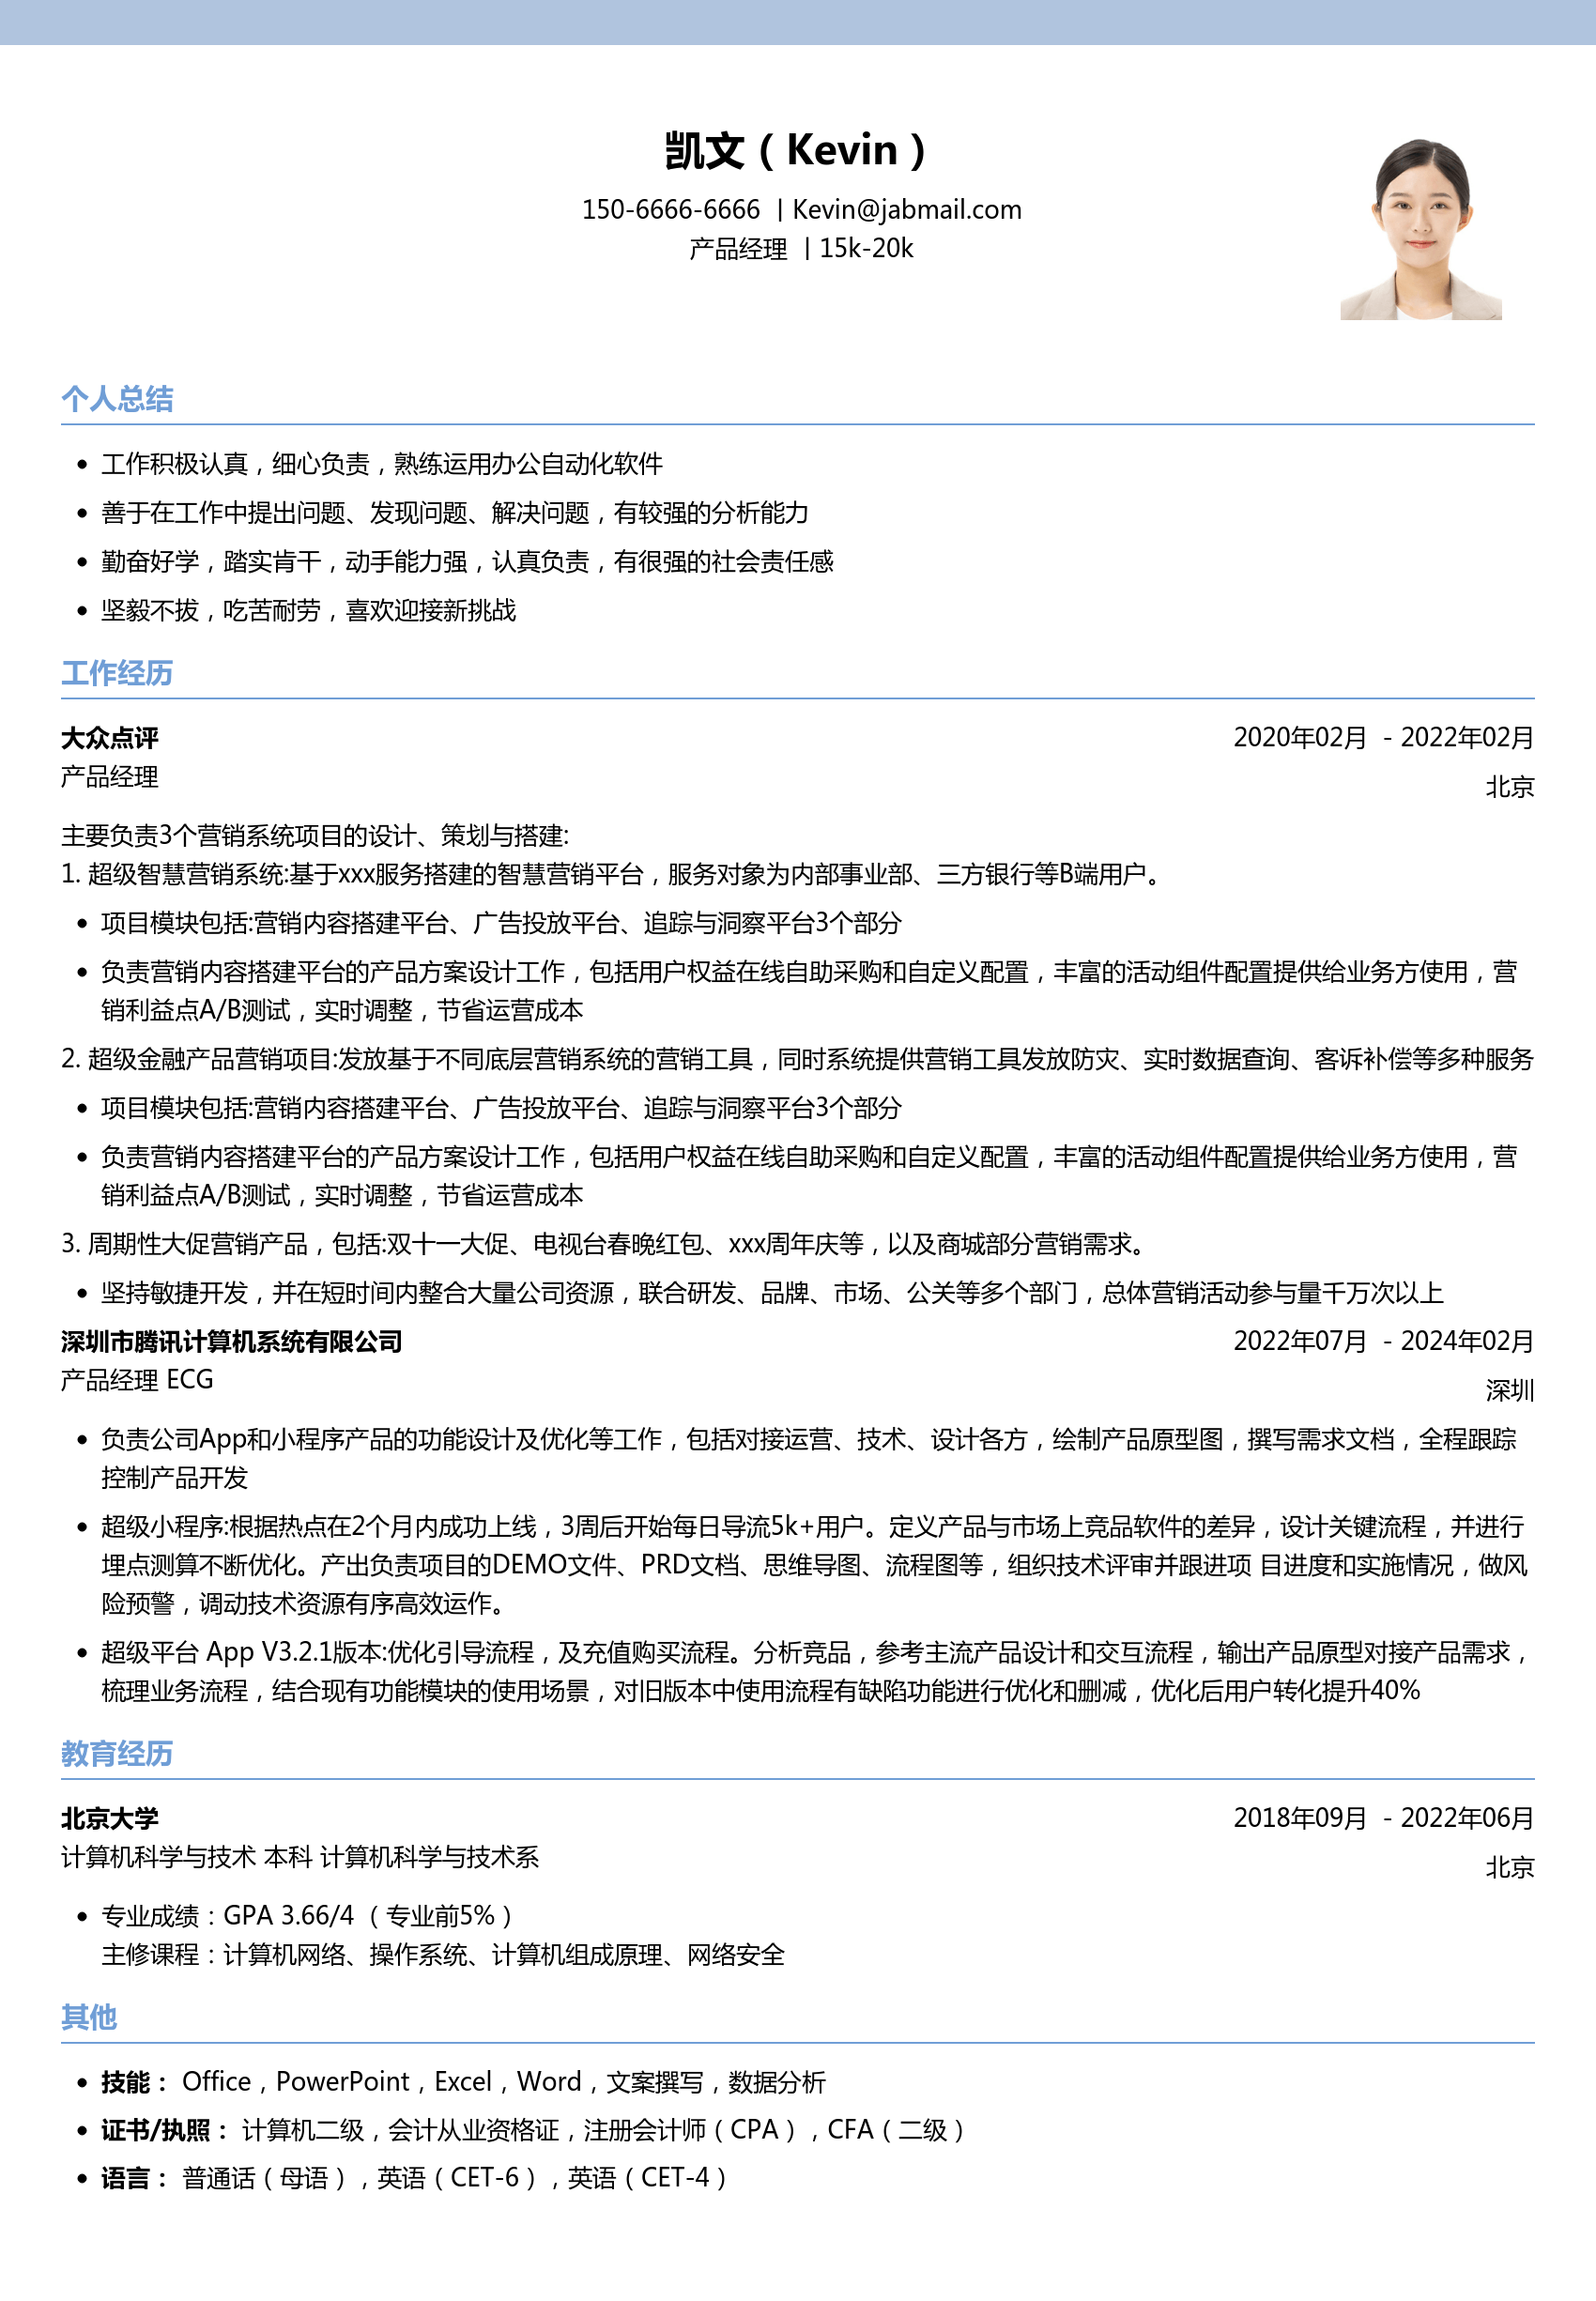 凯文（Kevin）
150-6666-6666 丨Kevin@jabmail.com
产品经理 丨15k-20k
个人总结
• 工作积极认真，细心负责，熟练运用办公自动化软件
• 善于在工作中提出问题、发现问题、解决问题，有较强的分析能力
• 勤奋好学，踏实肯干，动手能力强，认真负责，有很强的社会责任感
• 坚毅不拔，吃苦耐劳，喜欢迎接新挑战
工作经历
大众点评 2020年02月 - 2022年02月
产品经理 北京
主要负责3个营销系统项目的设计、策划与搭建:
1. 超级智慧营销系统:基于xxx服务搭建的智慧营销平台，服务对象为内部事业部、三方银行等B端用户。
• 项目模块包括:营销内容搭建平台、广告投放平台、追踪与洞察平台3个部分
• 负责营销内容搭建平台的产品方案设计工作，包括用户权益在线自助采购和自定义配置，丰富的活动组件配置提供给业务方使用，营
销利益点A/B测试，实时调整，节省运营成本
2. 超级金融产品营销项目:发放基于不同底层营销系统的营销工具，同时系统提供营销工具发放防灾、实时数据查询、客诉补偿等多种服务
• 项目模块包括:营销内容搭建平台、广告投放平台、追踪与洞察平台3个部分
• 负责营销内容搭建平台的产品方案设计工作，包括用户权益在线自助采购和自定义配置，丰富的活动组件配置提供给业务方使用，营
销利益点A/B测试，实时调整，节省运营成本
3. 周期性大促营销产品，包括:双十一大促、电视台春晚红包、xxx周年庆等，以及商城部分营销需求。
• 坚持敏捷开发，并在短时间内整合大量公司资源，联合研发、品牌、市场、公关等多个部门，总体营销活动参与量千万次以上
深圳市腾讯计算机系统有限公司 2022年07月 - 2024年02月
产品经理 ECG 深圳
• 负责公司App和小程序产品的功能设计及优化等工作，包括对接运营、技术、设计各方，绘制产品原型图，撰写需求文档，全程跟踪
控制产品开发
• 超级小程序:根据热点在2个月内成功上线，3周后开始每日导流5k+用户。定义产品与市场上竞品软件的差异，设计关键流程，并进行
埋点测算不断优化。产出负责项目的DEMO文件、PRD文档、思维导图、流程图等，组织技术评审并跟进项 目进度和实施情况，做风
险预警，调动技术资源有序高效运作。
• 超级平台 App V3.2.1版本:优化引导流程，及充值购买流程。分析竞品，参考主流产品设计和交互流程，输出产品原型对接产品需求，
梳理业务流程，结合现有功能模块的使用场景，对旧版本中使用流程有缺陷功能进行优化和删减，优化后用户转化提升40%
教育经历
北京大学 2018年09月 - 2022年06月
计算机科学与技术 本科 计算机科学与技术系 北京
• 专业成绩：GPA 3.66/4 （专业前5%）
主修课程：计算机网络、操作系统、计算机组成原理、网络安全
其他
• 技能： Office，PowerPoint，Excel，Word，文案撰写，数据分析
• 证书/执照： 计算机二级，会计从业资格证，注册会计师（CPA），CFA（二级）
• 语言： 普通话（母语），英语（CET-6），英语（CET-4）